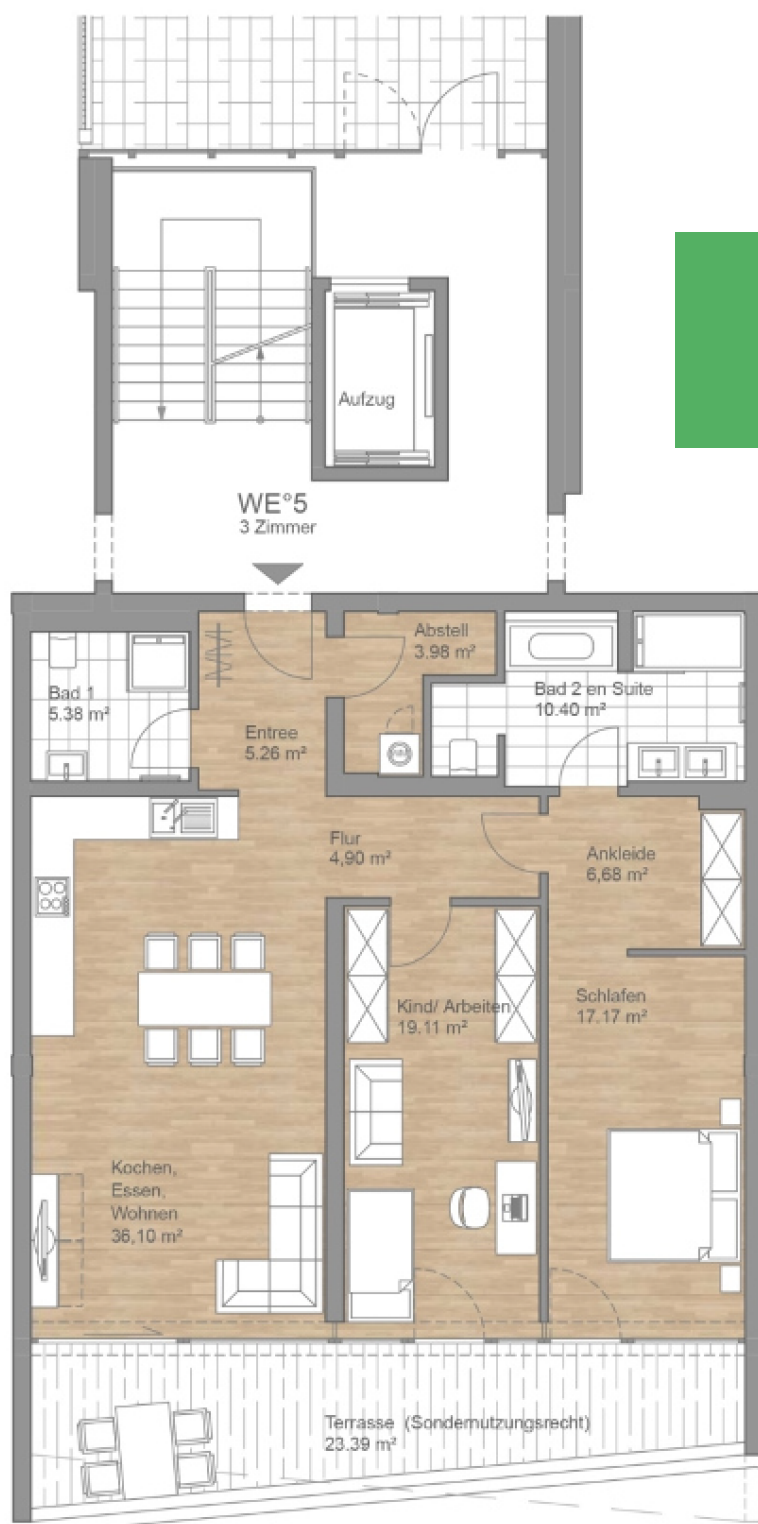 Aufzug
WE°5
3 Zimmer
Abstell
3.98 m²
Bad 1
5.38 m²
Bad 2 en Suite
10.40 m²
Entree
5.26 m²
Flur
4,90 m²
Ankleide
6,68 m²
Kind/ Arbeiten
19.11 m²
Schlafen
17.17 m²
Kochen,
Essen,
Wohnen
36,10 m²
Terrasse (Sondernutzungsrecht)
23.39 m²